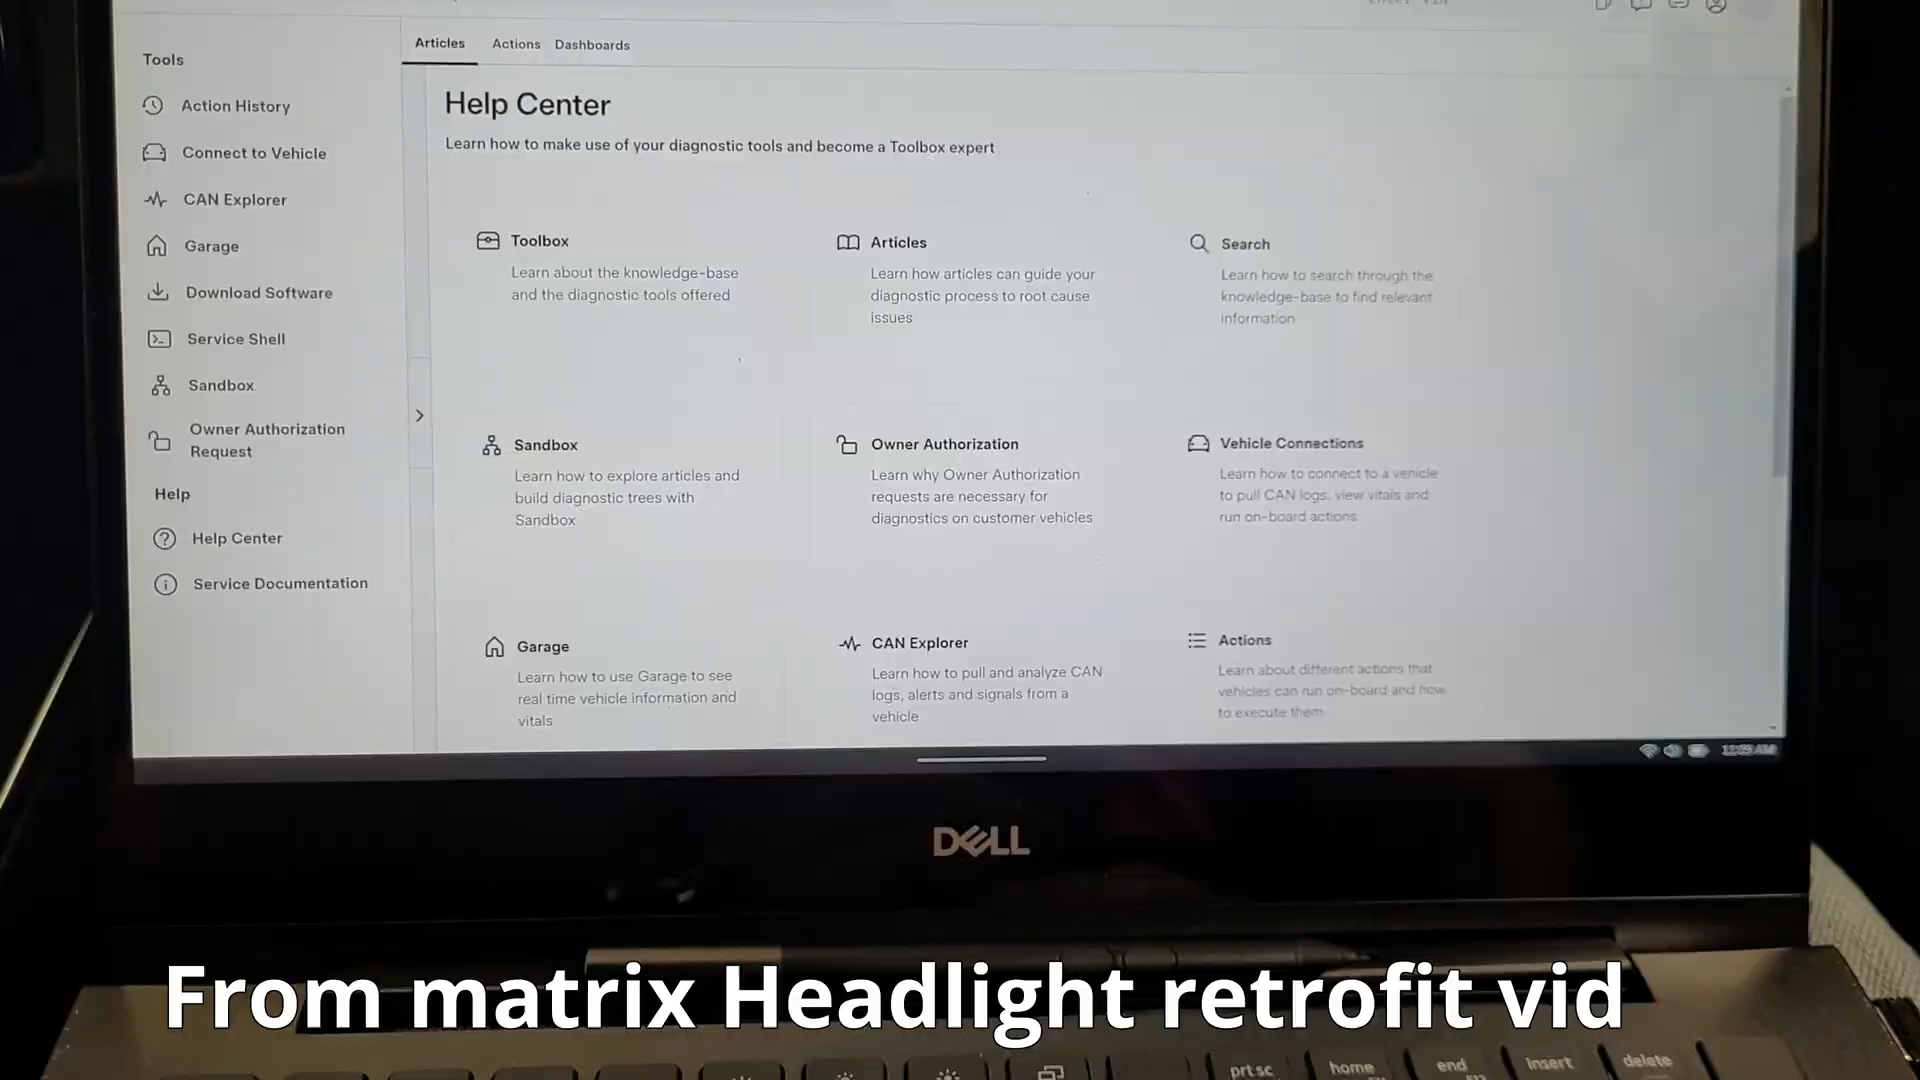 Tools
Action History
Connect to Vehicle
CAN Explorer
Garage
Download Software
Service Shell
Sandbox
Owner Authorization
Request
Help
Help Center
Service Documentation
Articles Actions Dashboards
Help Center
Learn how to make use of your diagnostic tools and become a Toolbox expert
Toolbox
Learn about the knowledge-base
and the diagnostic tools offered
Articles
Learn how articles can guide your
diagnostic process to root cause
issues
Search
Learn how to search through the
knowledge-base to find relevant
information
Sandbox
Learn how to explore articles and
build diagnostic trees with
Sandbox
Owner Authorization
Learn why Owner Authorization
requests are necessary for
diagnostics on customer vehicles
Vehicle Connections
Learn how to connect to a vehicle
to pull CAN logs, view vitals and
run on-board actions
Garage
Learn how to use Garage to see
real time vehicle information and
vitals
CAN Explorer
Learn how to pull and analyze CAN
logs, alerts and signals from a
vehicle
Actions
Learn about different actions that
vehicles can run on-board and how
to execute them
DELL
From matrix Headlight retrofit vid
prt sc home end insert delete